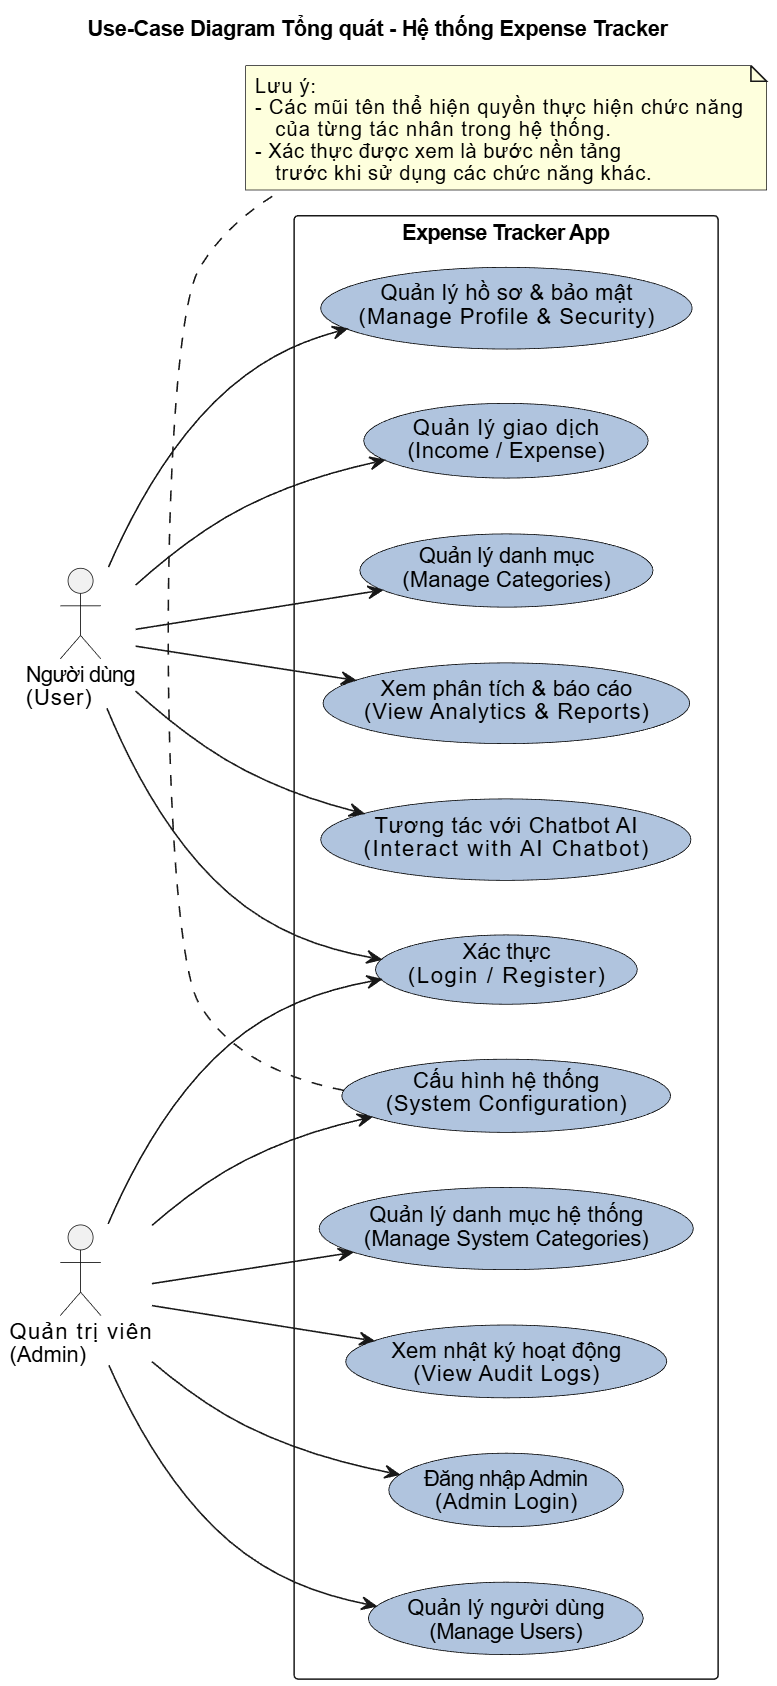 Use-Case Diagram Tổng quát - Hệ thống Expense Tracker
Lưu ý:
- Các mũi tên thể hiện quyền thực hiện chức năng
của từng tác nhân trong hệ thống.
- Xác thực được xem là bước nền tảng
trước khi sử dụng các chức năng khác.
Expense Tracker App
Quản lý hồ sơ & bảo mật
(Manage Profile & Security)
Quản lý giao dịch
(Income / Expense)
Quản lý danh mục
(Manage Categories)
Người dùng
(User)
Xem phân tích & báo cáo
(View Analytics & Reports)
Tương tác với Chatbot AI
(Interact with AI Chatbot)
Xác thực
(Login / Register)
Cấu hình hệ thống
(System Configuration)
Quản lý danh mục hệ thống
(Manage System Categories)
Quản trị viên
(Admin)
Xem nhật ký hoạt động
(View Audit Logs)
Đăng nhập Admin
(Admin Login)
Quản lý người dùng
(Manage Users)